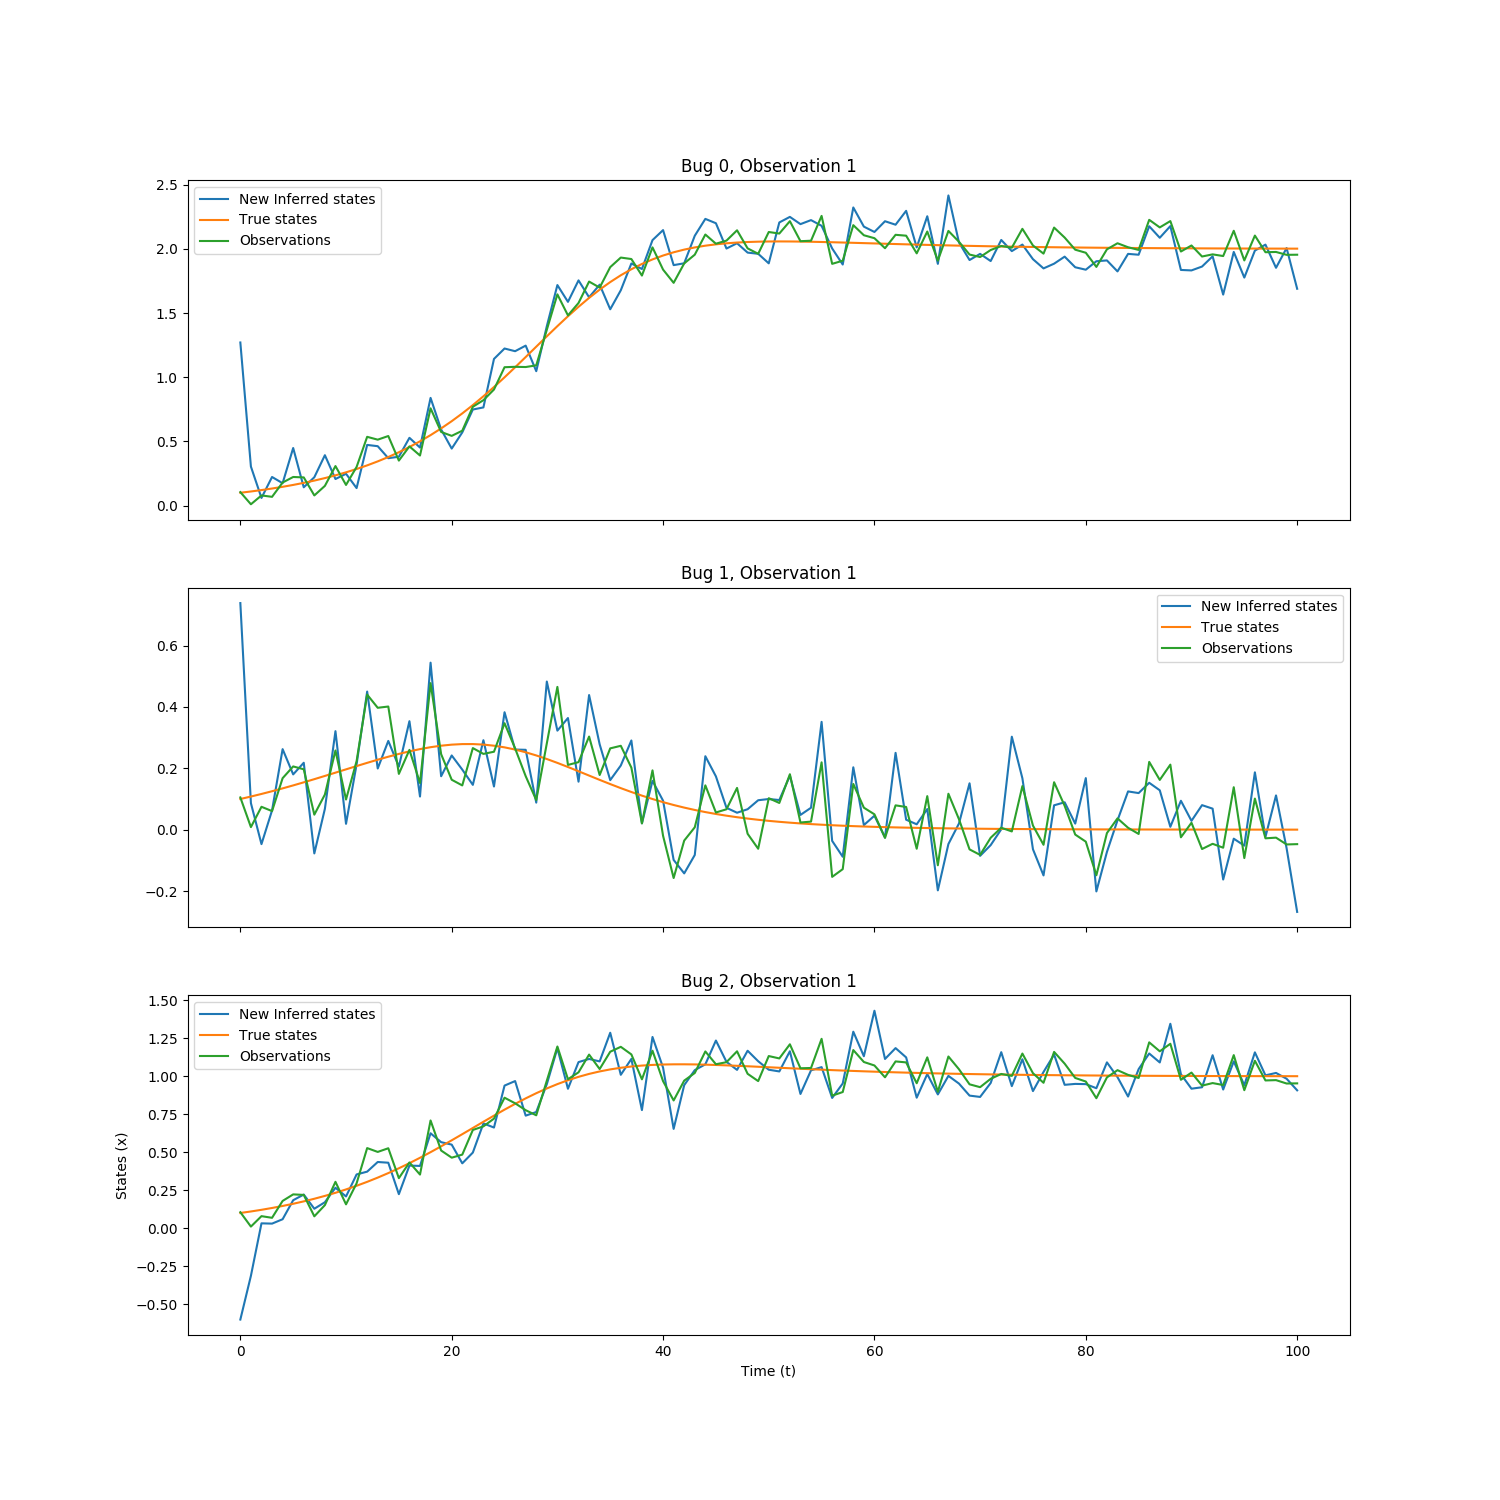 Bug 0, Observation 1
2.5
2.0
1.5
1.0
0.5
0.0
New Inferred states
True states
Observations
Bug 1, Observation 1
0.6
0.4
0.2
0.0
−0.2
New Inferred states
True states
Observations
Bug 2, Observation 1
1.50
1.25
1.00
0.75
0.50
0.25
0.00
−0.25
−0.50
States (x)
New Inferred states
True states
Observations
0 20 40 60 80 100
Time (t)